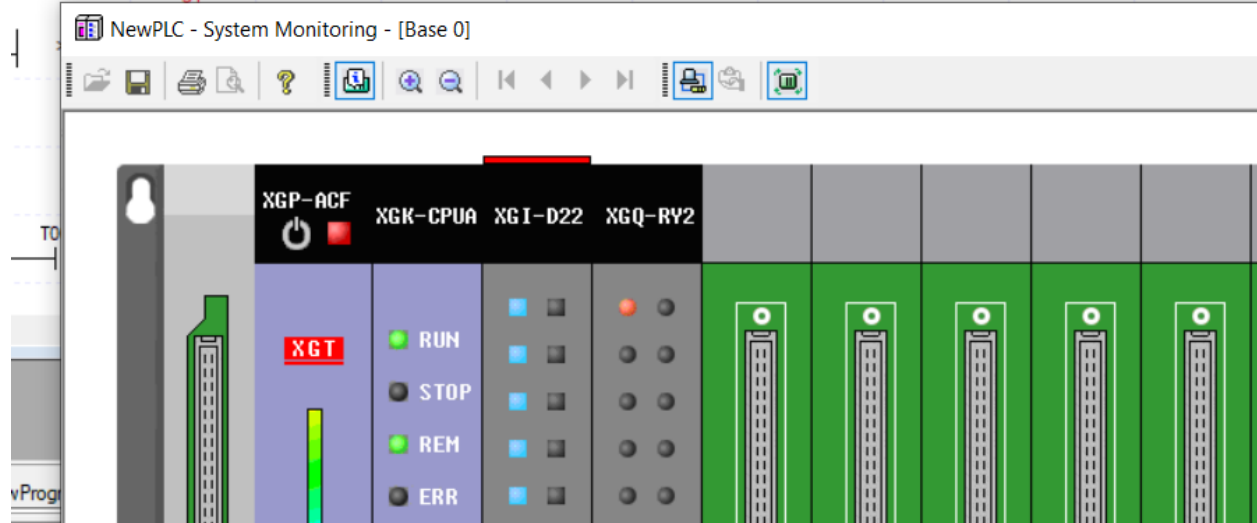 NewPLC - System Monitoring - [Base 0]
XGP-ACF
XGK-CPUA
XGI-D22
XGQ-RY2
XGT
RUN
STOP
REM
ERR
T0
wProgr